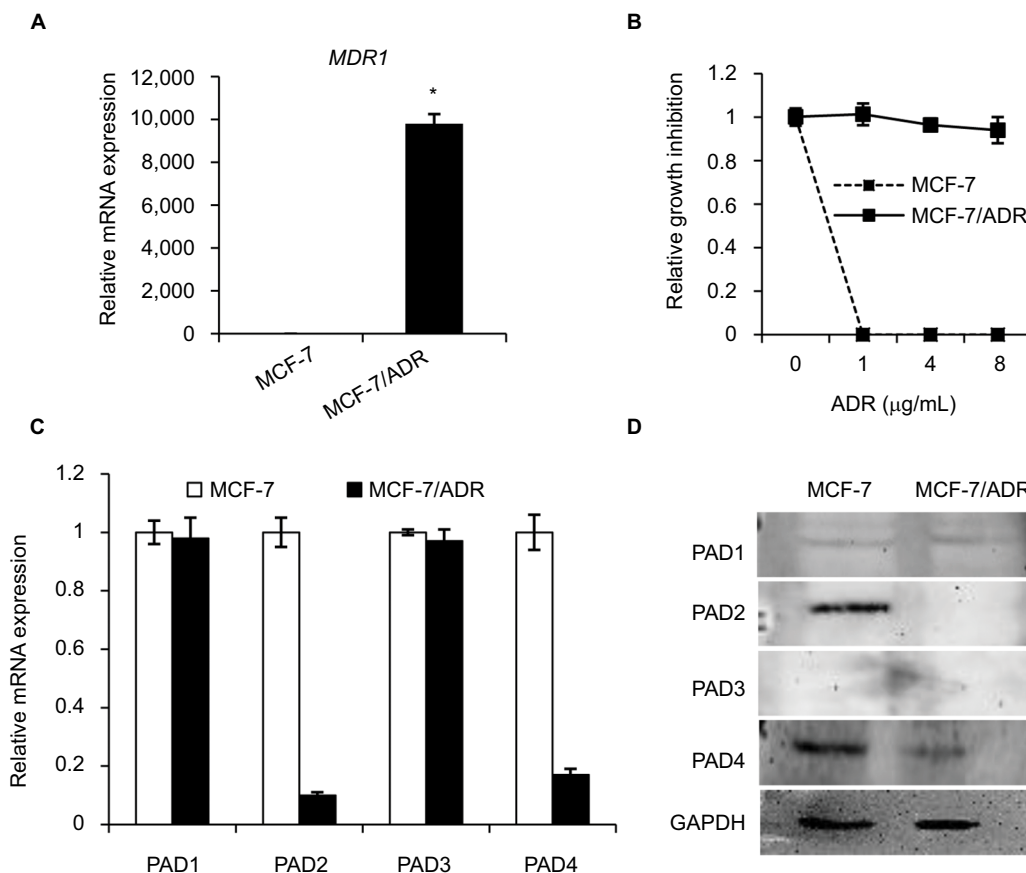 A
MDR1
Relative mRNA expression
12,000
10,000
8,000
6,000
4,000
2,000
0
*
MCF-7
MCF-7/ADR
B
Relative growth inhibition
1.2
1
0.8
0.6
0.4
0.2
0
MCF-7
MCF-7/ADR
0 1 4 8
ADR (μg/mL)
C
Relative mRNA expression
1.2
1
0.8
0.6
0.4
0.2
0
MCF-7 MCF-7/ADR
PAD1 PAD2 PAD3 PAD4
D
MCF-7 MCF-7/ADR
PAD1
PAD2
PAD3
PAD4
GAPDH